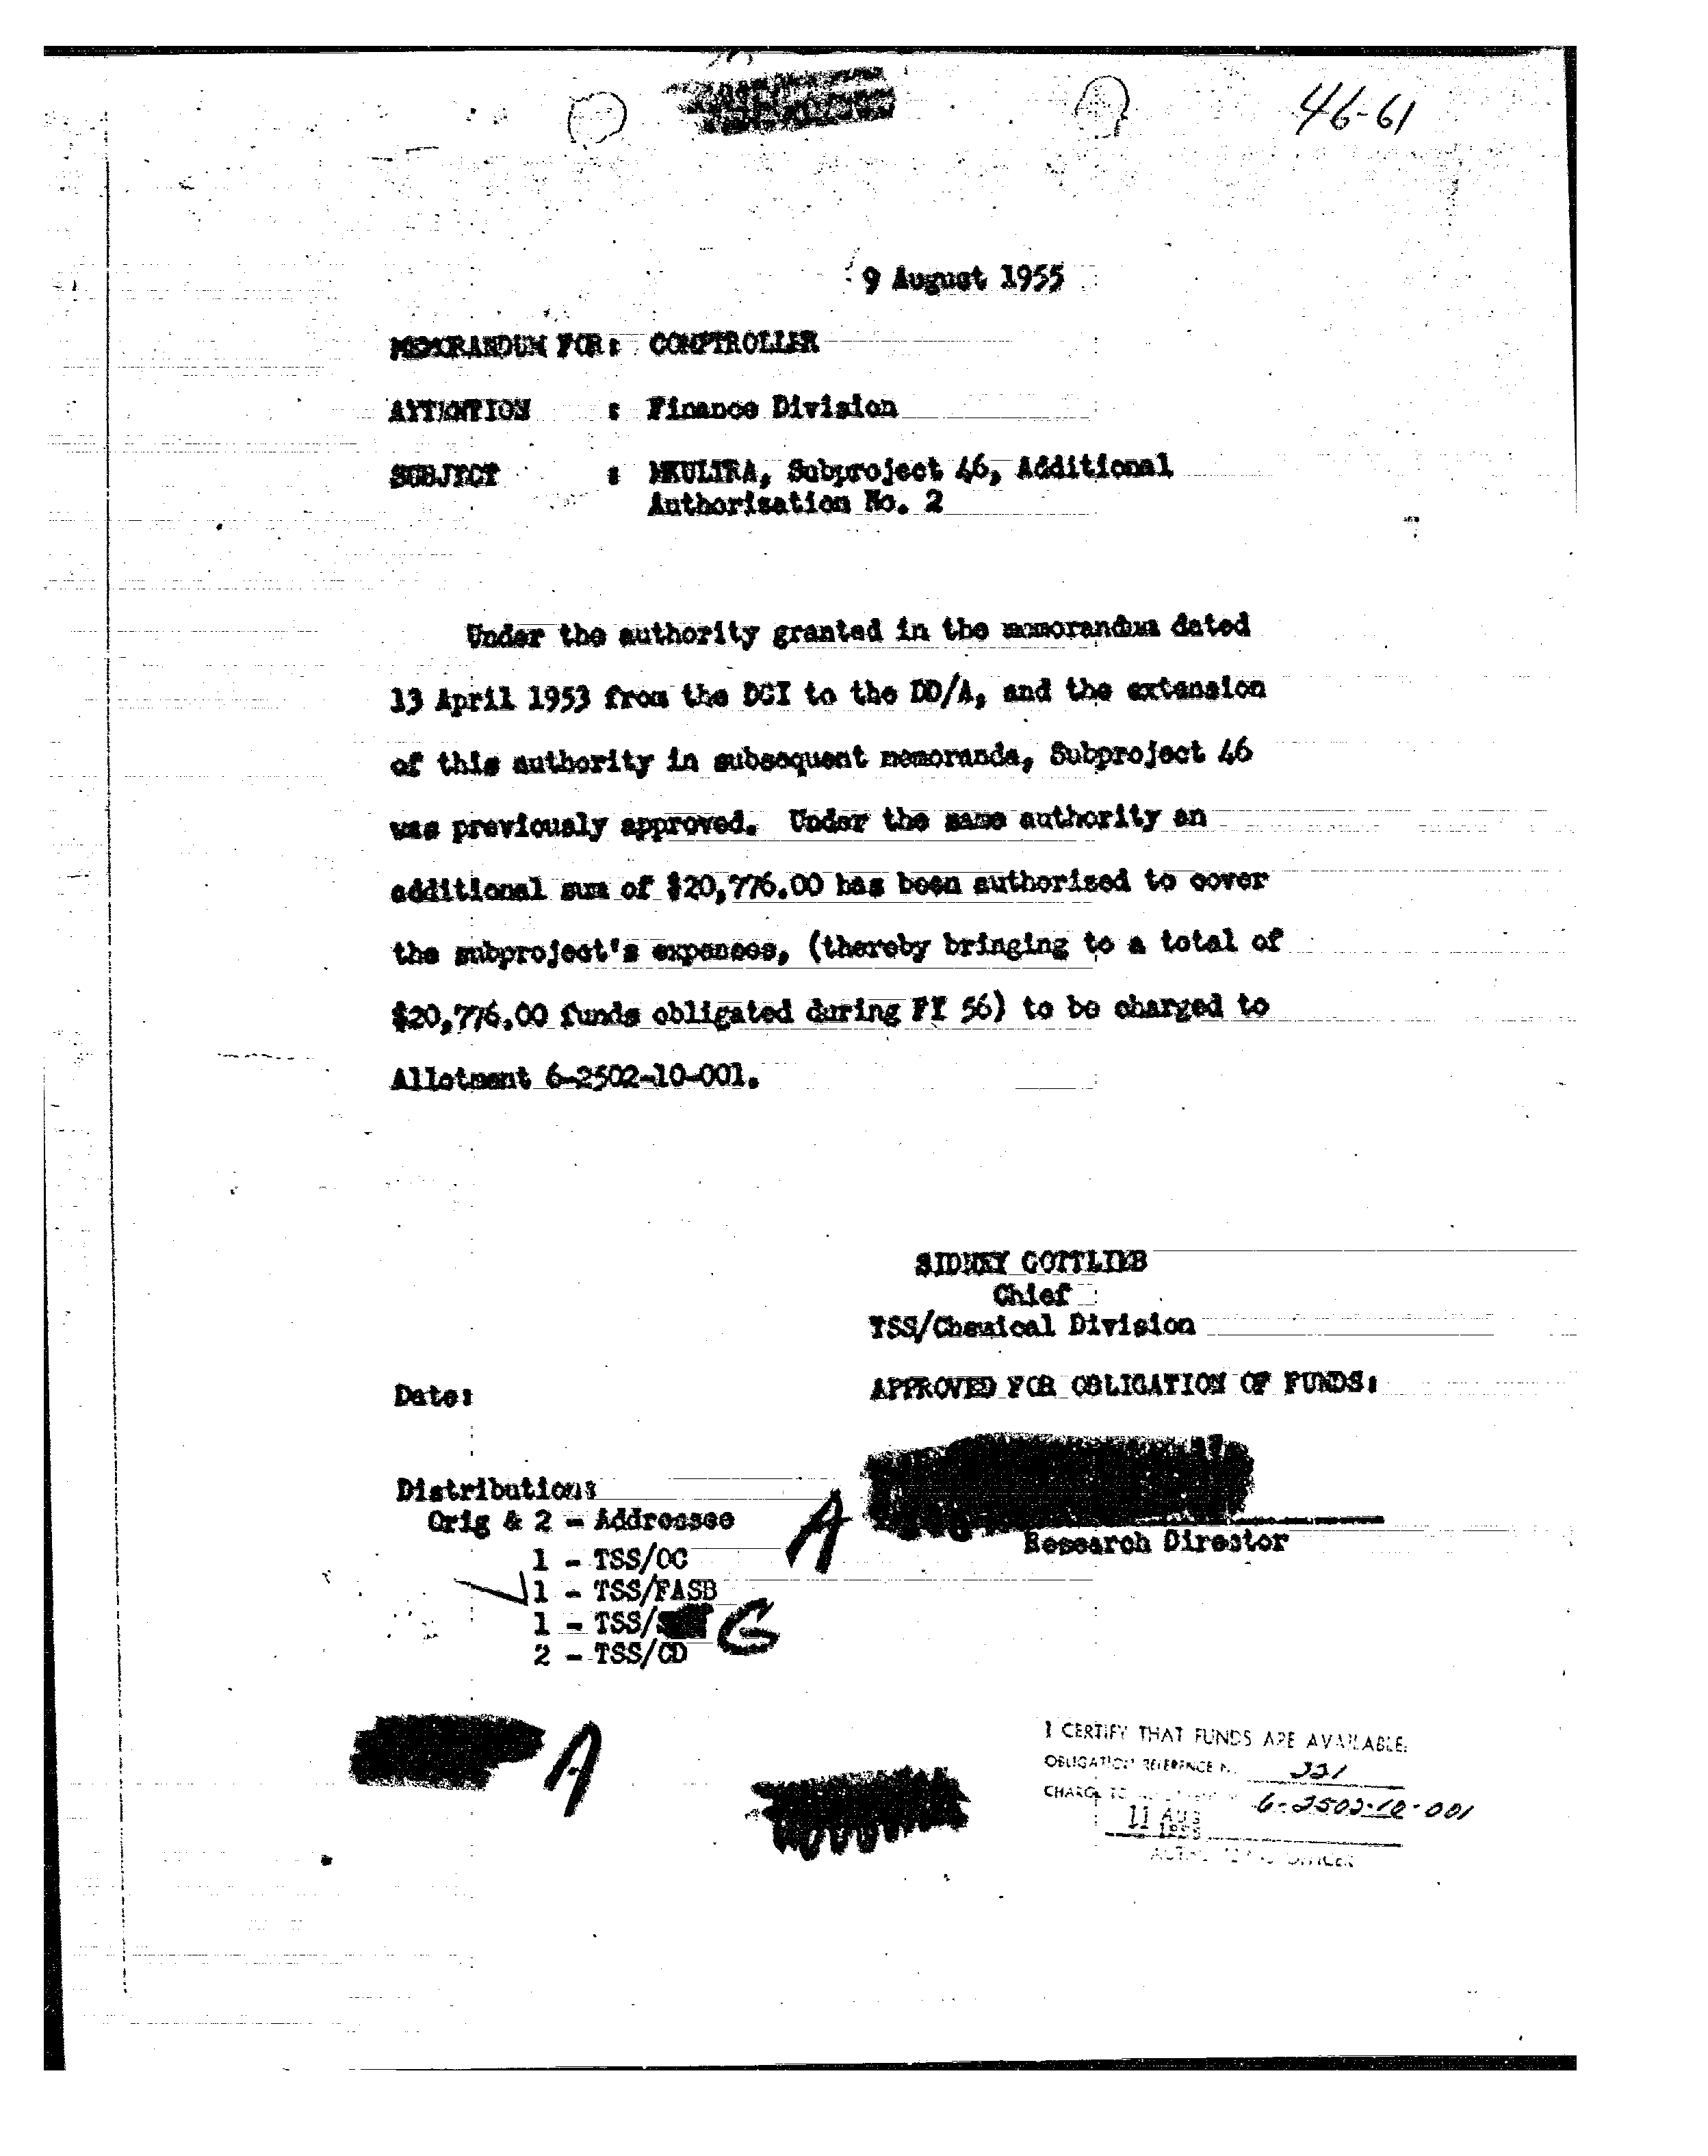 46-61
9 August 1955
MEMORANDUM FOR: COMPTROLLER
ATTENTION : Finance Division
SUBJECT : MKULTRA, Subproject 46, Additional
Authorization No. 2
Under the authority granted in the memorandum dated
13 April 1953 from the DCI to the DD/A, and the extension
of this authority in subsequent memoranda, Subproject 46
was previously approved. Under the same authority an
additional sum of $20,776.00 has been authorized to cover
the subproject's expenses, (thereby bringing to a total of
$20,776.00 funds obligated during FY 56) to be charged to
Allotment 6-2502-10-001.
SIDNEY GOTTLIEB
Chief
TSS/Chemical Division
Date:
APPROVED FOR OBLIGATION OF FUNDS:
Research Director
Distribution:
Orig & 2 - Addressee
1 - TSS/OC
1 - TSS/FASB
1 - TSS/
2 - TSS/CD
A
C
A
I CERTIFY THAT FUNDS ARE AVAILABLE:
OBLIGATION REFERENCE 221
CHARGE TO 6-2502-10-001
11 AUG 1955
AUTHORIZING OFFICER